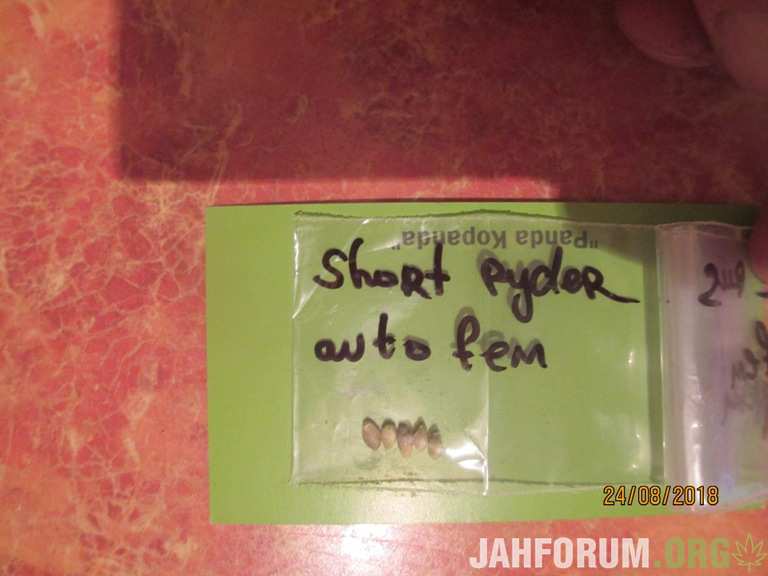 "Panda Kopanda"
Short Ryder
auto fem
24/08/2018
JAHFORUM.ORG